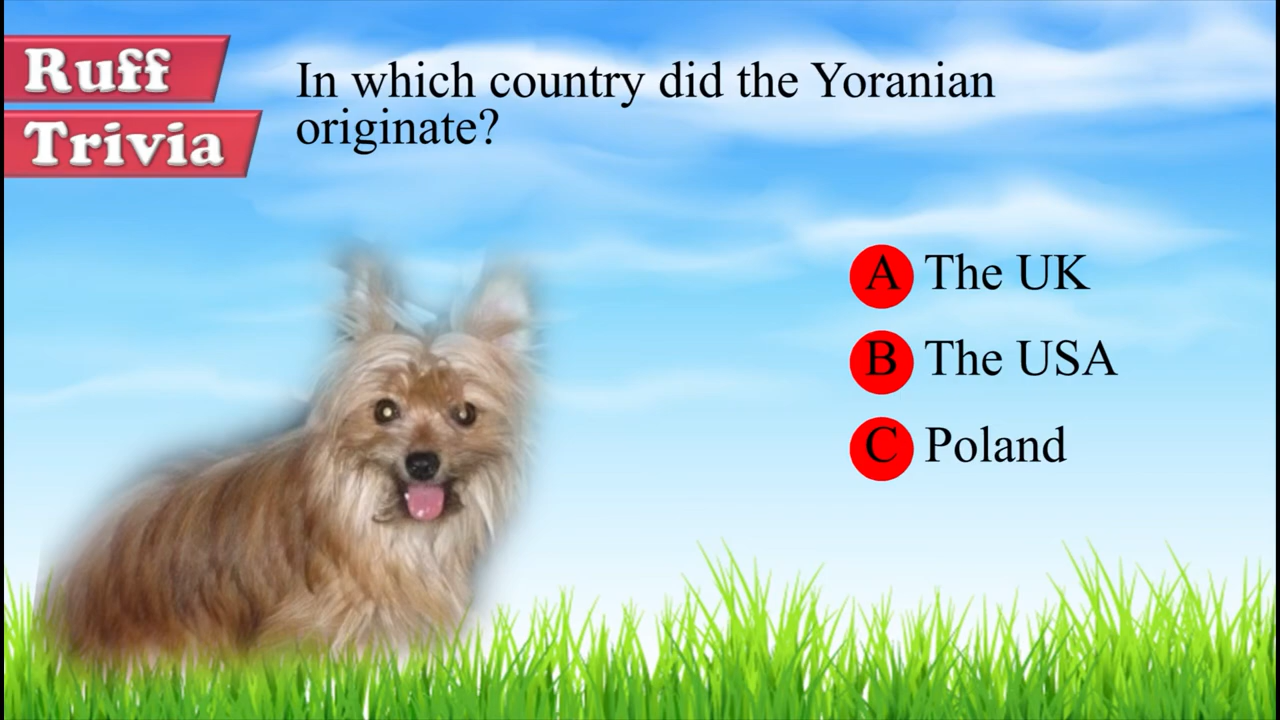 Ruff
Trivia
In which country did the Yoranian
originate?
A The UK
B The USA
C Poland